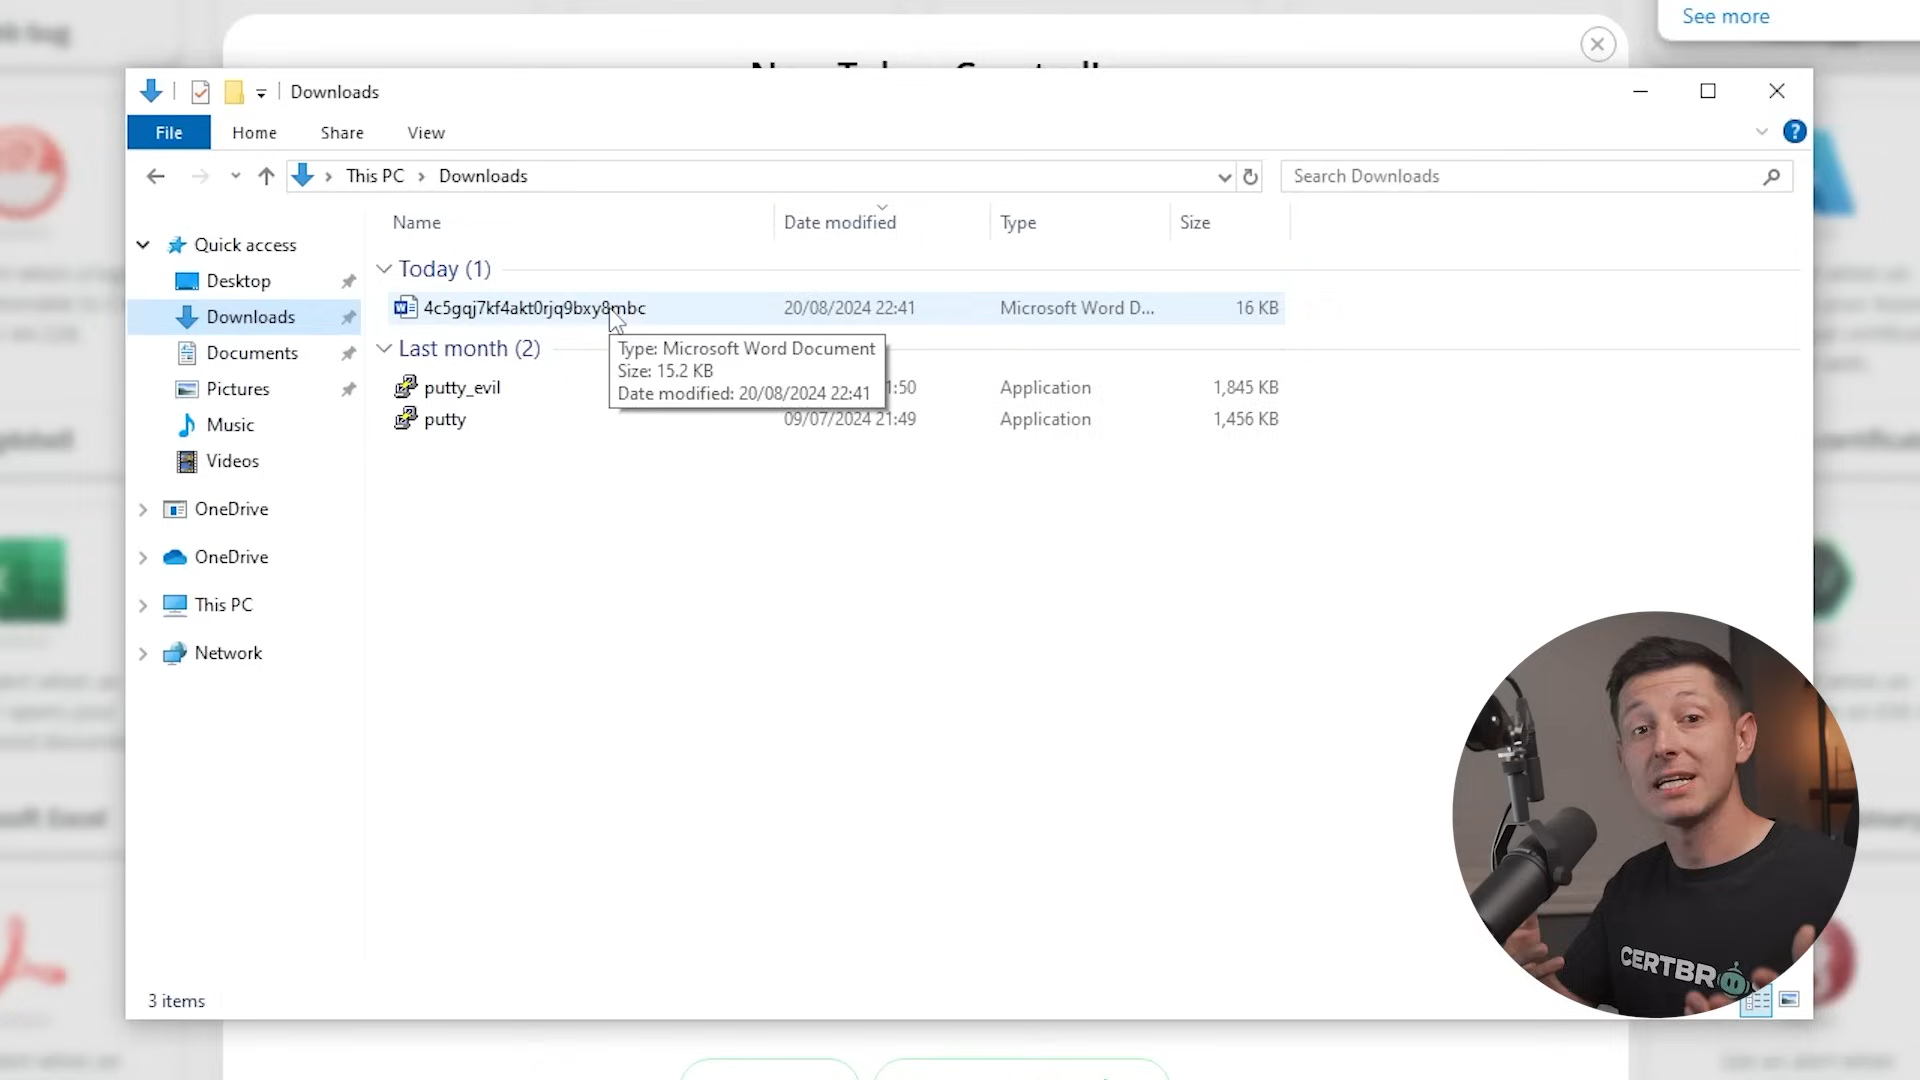 See more
Downloads
File
Home
Share
View
This PC
Downloads
Search Downloads
Name
Date modified
Type
Size
Quick access
Desktop
Downloads
Documents
Pictures
Music
Videos
OneDrive
OneDrive
This PC
Network
Today (1)
4c5gqj7kf4akt0rjq9bxy8mbc
20/08/2024 22:41
Microsoft Word D...
16 KB
Last month (2)
Type: Microsoft Word Document
Size: 15.2 KB
Date modified: 20/08/2024 22:41
putty_evil
1:50
Application
1,845 KB
putty
09/07/2024 21:49
Application
1,456 KB
3 items
CERTBR